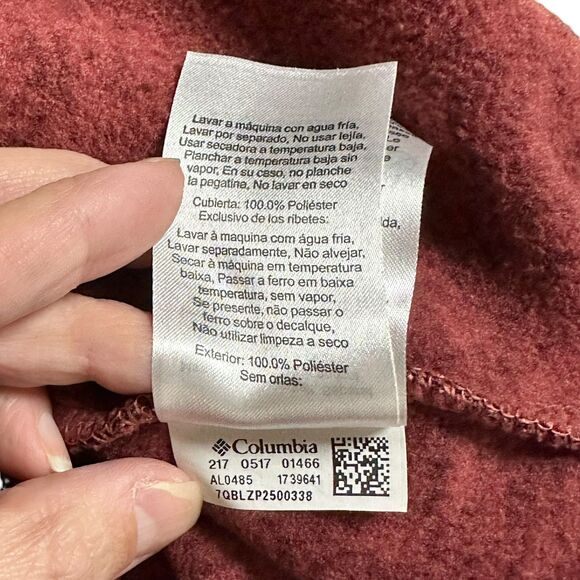 Lavar a máquina con agua fría,
Lavar por separado, No usar lejía,
Usar secadora a temperatura baja,
Planchar a temperatura baja sin
vapor, En su caso, no planche
la pegatina, No lavar en seco
Cubierta: 100.0% Poliéster
Exclusivo de los ribetes:
Lavar à maquina com água fria,
Lavar separadamente, Não alvejar,
Secar à máquina em temperatura
baixa, Passar a ferro em baixa
temperatura, sem vapor,
Se presente, não passar o
ferro sobre o decalque,
Não utilizar limpeza a seco
Exterior: 100.0% Poliéster
Sem orlas:
Columbia
217 0517 01466
AL0485 1739641
7QBLZP2500338